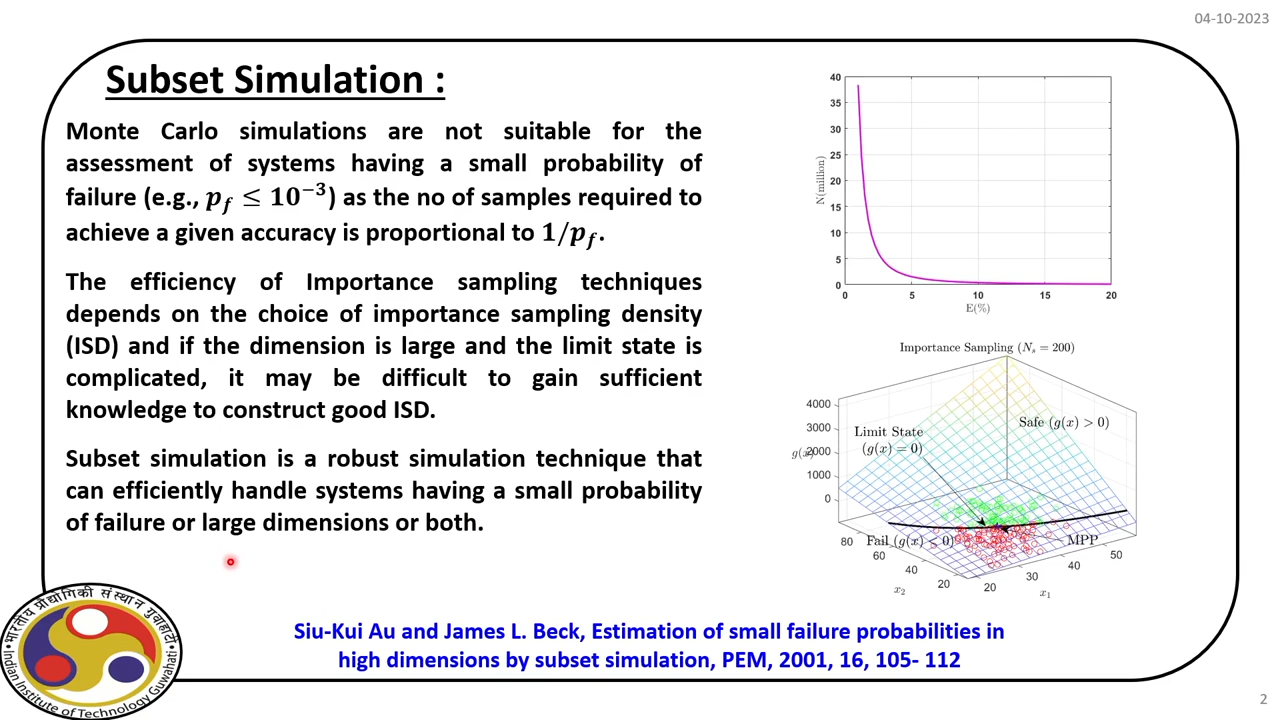 04-10-2023
Subset Simulation :
Monte Carlo simulations are not suitable for the
assessment of systems having a small probability of
failure (e.g., p_f ≤ 10^{-3}) as the no of samples required to
achieve a given accuracy is proportional to 1/p_f.
The efficiency of Importance sampling techniques
depends on the choice of importance sampling density
(ISD) and if the dimension is large and the limit state is
complicated, it may be difficult to gain sufficient
knowledge to construct good ISD.
Subset simulation is a robust simulation technique that
can efficiently handle systems having a small probability
of failure or large dimensions or both.
40
35
30
25
20
15
10
5
0
N(million)
0 5 10 15 20
E(%)
Importance Sampling (N_s = 200)
4000
3000
2000
1000
0
g(x)
Limit State
(g(x) = 0)
Safe (g(x) > 0)
Fail (g(x) < 0)
MPP
80
60
40
20
x_2
20
30
40
50
x_1
Siu-Kui Au and James L. Beck, Estimation of small failure probabilities in
high dimensions by subset simulation, PEM, 2001, 16, 105- 112
भारतीय प्रौद्योगिकी संस्थान गुवाहाटी
Indian Institute of Technology Guwahati
2